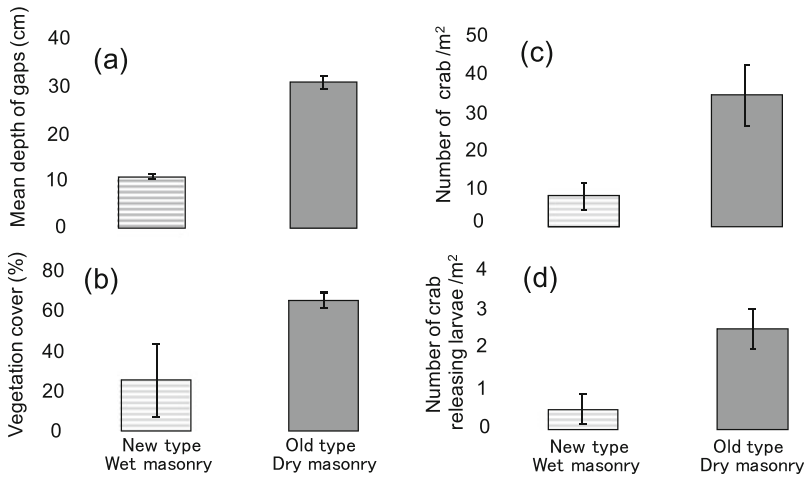 Mean depth of gaps (cm)
40
30
20
10
0
(a)
Number of crab /m²
50
40
30
20
10
0
(c)
Vegetation cover (%)
80
60
40
20
0
(b)
New type
Wet masonry
Old type
Dry masonry
Number of crab
releasing larvae /m²
4
3
2
1
0
(d)
New type
Wet masonry
Old type
Dry masonry